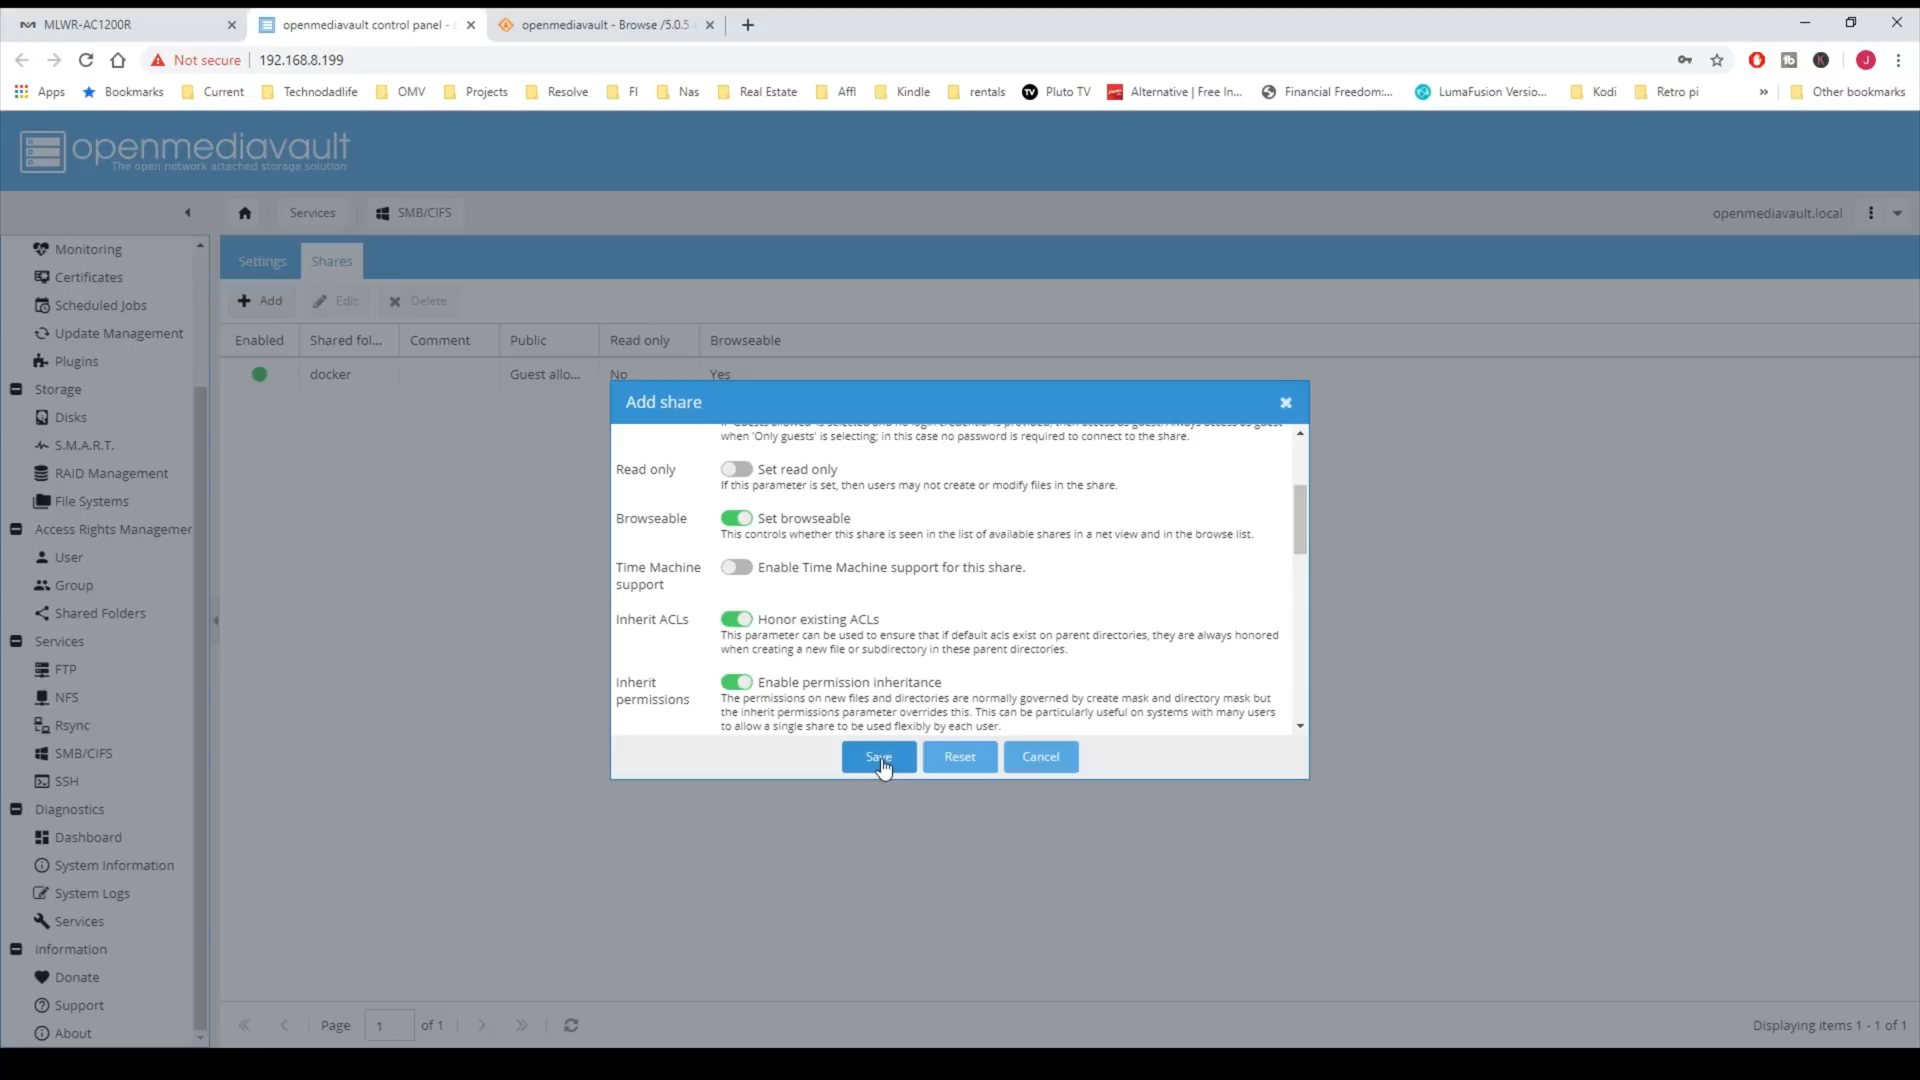 MLWR-AC1200R
openmediavault control panel -
openmediavault - Browse /5.0.5
Not secure
192.168.8.199
J
Apps
Bookmarks
Current
Technodadlife
OMV
Projects
Resolve
FI
Nas
Real Estate
Affl
Kindle
rentals
Pluto TV
Alternative | Free In...
Financial Freedom:...
LumaFusion Versio...
Kodi
Retro pi
»
Other bookmarks
openmediavault
The open network attached storage solution
Services
SMB/CIFS
openmediavault.local
Monitoring
Certificates
Scheduled Jobs
Update Management
Plugins
Storage
Disks
S.M.A.R.T.
RAID Management
File Systems
Access Rights Managemer
User
Group
Shared Folders
Services
FTP
NFS
Rsync
SMB/CIFS
SSH
Diagnostics
Dashboard
System Information
System Logs
Services
Information
Donate
Support
About
Settings
Shares
Add
Edit
Delete
Enabled
Shared fol...
Comment
Public
Read only
Browseable
docker
Guest allo...
No
Yes
Add share
If 'Guests allowed' is selected and no login credential is provided, then access as guest. Always access as guest
when 'Only guests' is selecting; in this case no password is required to connect to the share.
Read only
Set read only
If this parameter is set, then users may not create or modify files in the share.
Browseable
Set browseable
This controls whether this share is seen in the list of available shares in a net view and in the browse list.
Time Machine
support
Enable Time Machine support for this share.
Inherit ACLs
Honor existing ACLs
This parameter can be used to ensure that if default acls exist on parent directories, they are always honored
when creating a new file or subdirectory in these parent directories.
Inherit
permissions
Enable permission inheritance
The permissions on new files and directories are normally governed by create mask and directory mask but
the inherit permissions parameter overrides this. This can be particularly useful on systems with many users
to allow a single share to be used flexibly by each user.
Save
Reset
Cancel
Page
1
of 1
Displaying items 1 - 1 of 1